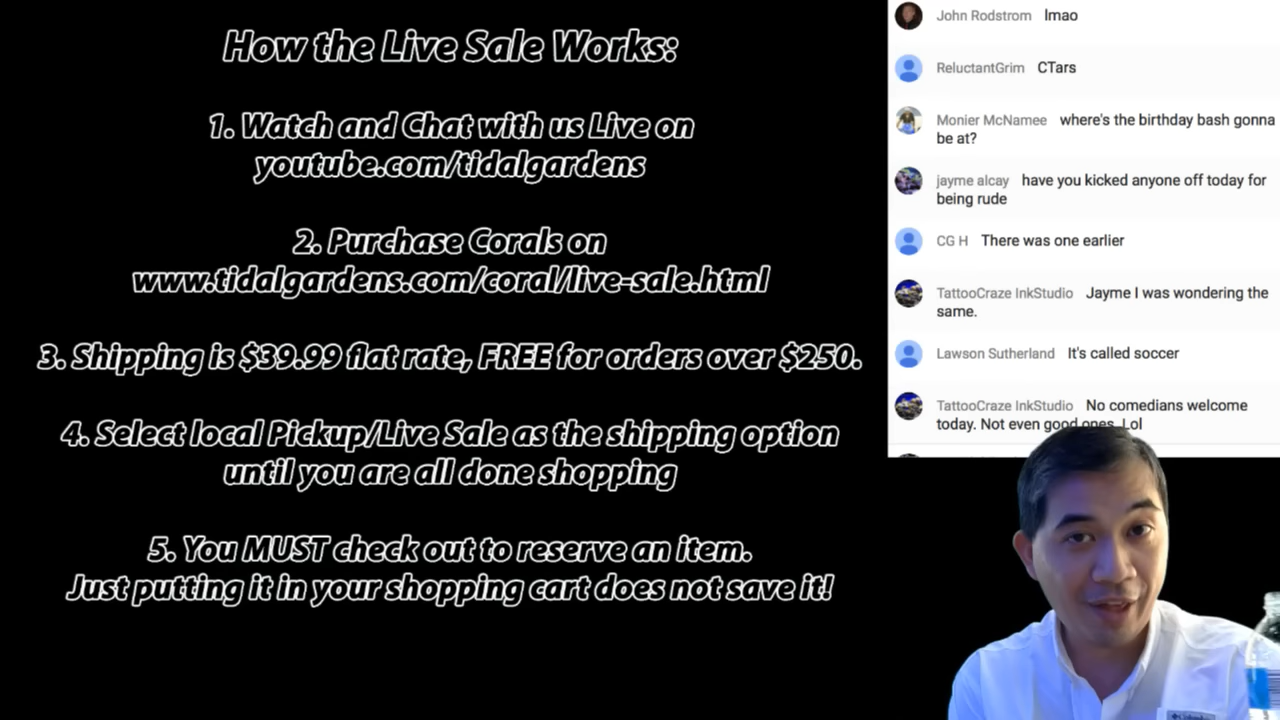 How the Live Sale Works:
1. Watch and Chat with us Live on
youtube.com/tidalgardens
2. Purchase Corals on
www.tidalgardens.com/coral/live-sale.html
3. Shipping is $39.99 flat rate, FREE for orders over $250.
4. Select local Pickup/Live Sale as the shipping option
until you are all done shopping
5. You MUST check out to reserve an item.
Just putting it in your shopping cart does not save it!
John Rodstrom lmao
ReluctantGrim CTars
Monier McNamee where's the birthday bash gonna
be at?
jayme alcay have you kicked anyone off today for
being rude
CG H There was one earlier
TattooCraze InkStudio Jayme I was wondering the
same.
Lawson Sutherland It's called soccer
TattooCraze InkStudio No comedians welcome
today. Not even good ones. Lol